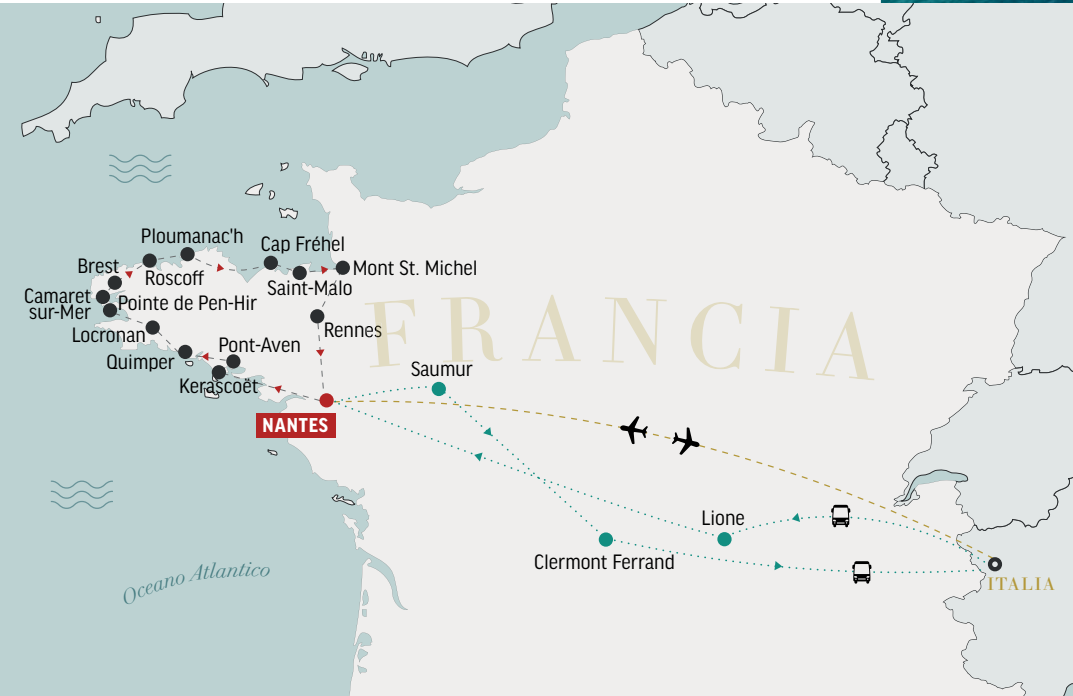 Ploumanac'h
Cap Fréhel
Brest
Roscoff
Mont St. Michel
Saint-Malo
Camaret
sur-Mer
Pointe de Pen-Hir
FRANCIA
Rennes
Locronan
Pont-Aven
Quimper
Kerascoët
Saumur
NANTES
Lione
Clermont Ferrand
Oceano Atlantico
ITALIA